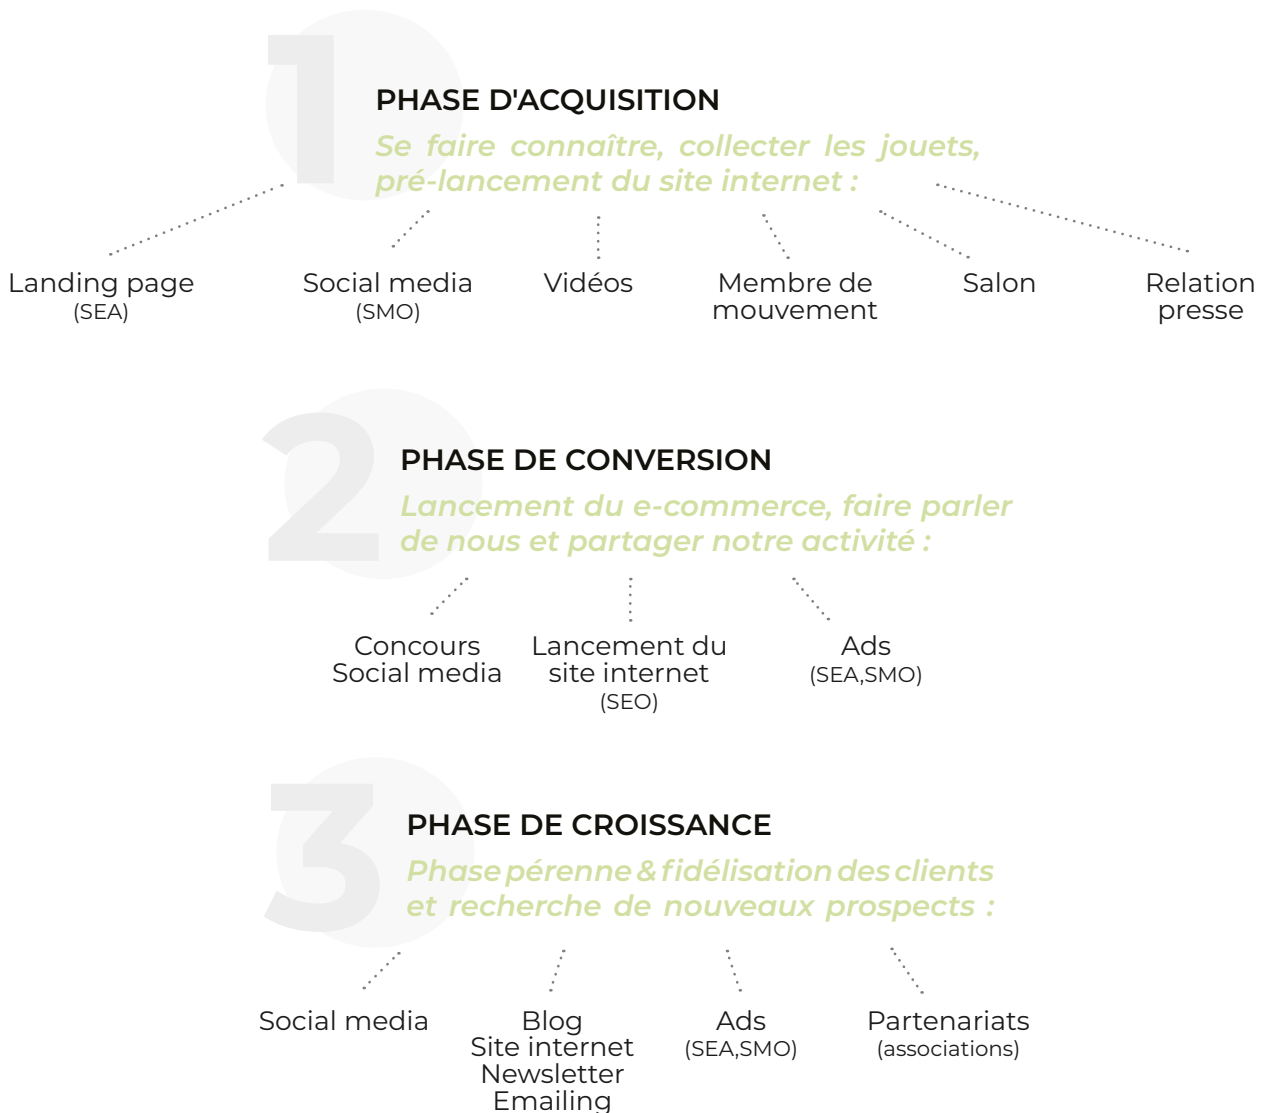 1
PHASE D'ACQUISITION
Se faire connaître, collecter les jouets,
pré-lancement du site internet :
Landing page
(SEA)
Social media
(SMO)
Vidéos
Membre de
mouvement
Salon
Relation
presse
2
PHASE DE CONVERSION
Lancement du e-commerce, faire parler
de nous et partager notre activité :
Concours
Social media
Lancement du
site internet
(SEO)
Ads
(SEA,SMO)
3
PHASE DE CROISSANCE
Phase pérenne & fidélisation des clients
et recherche de nouveaux prospects :
Social media
Blog
Site internet
Newsletter
Emailing
Ads
(SEA,SMO)
Partenariats
(associations)